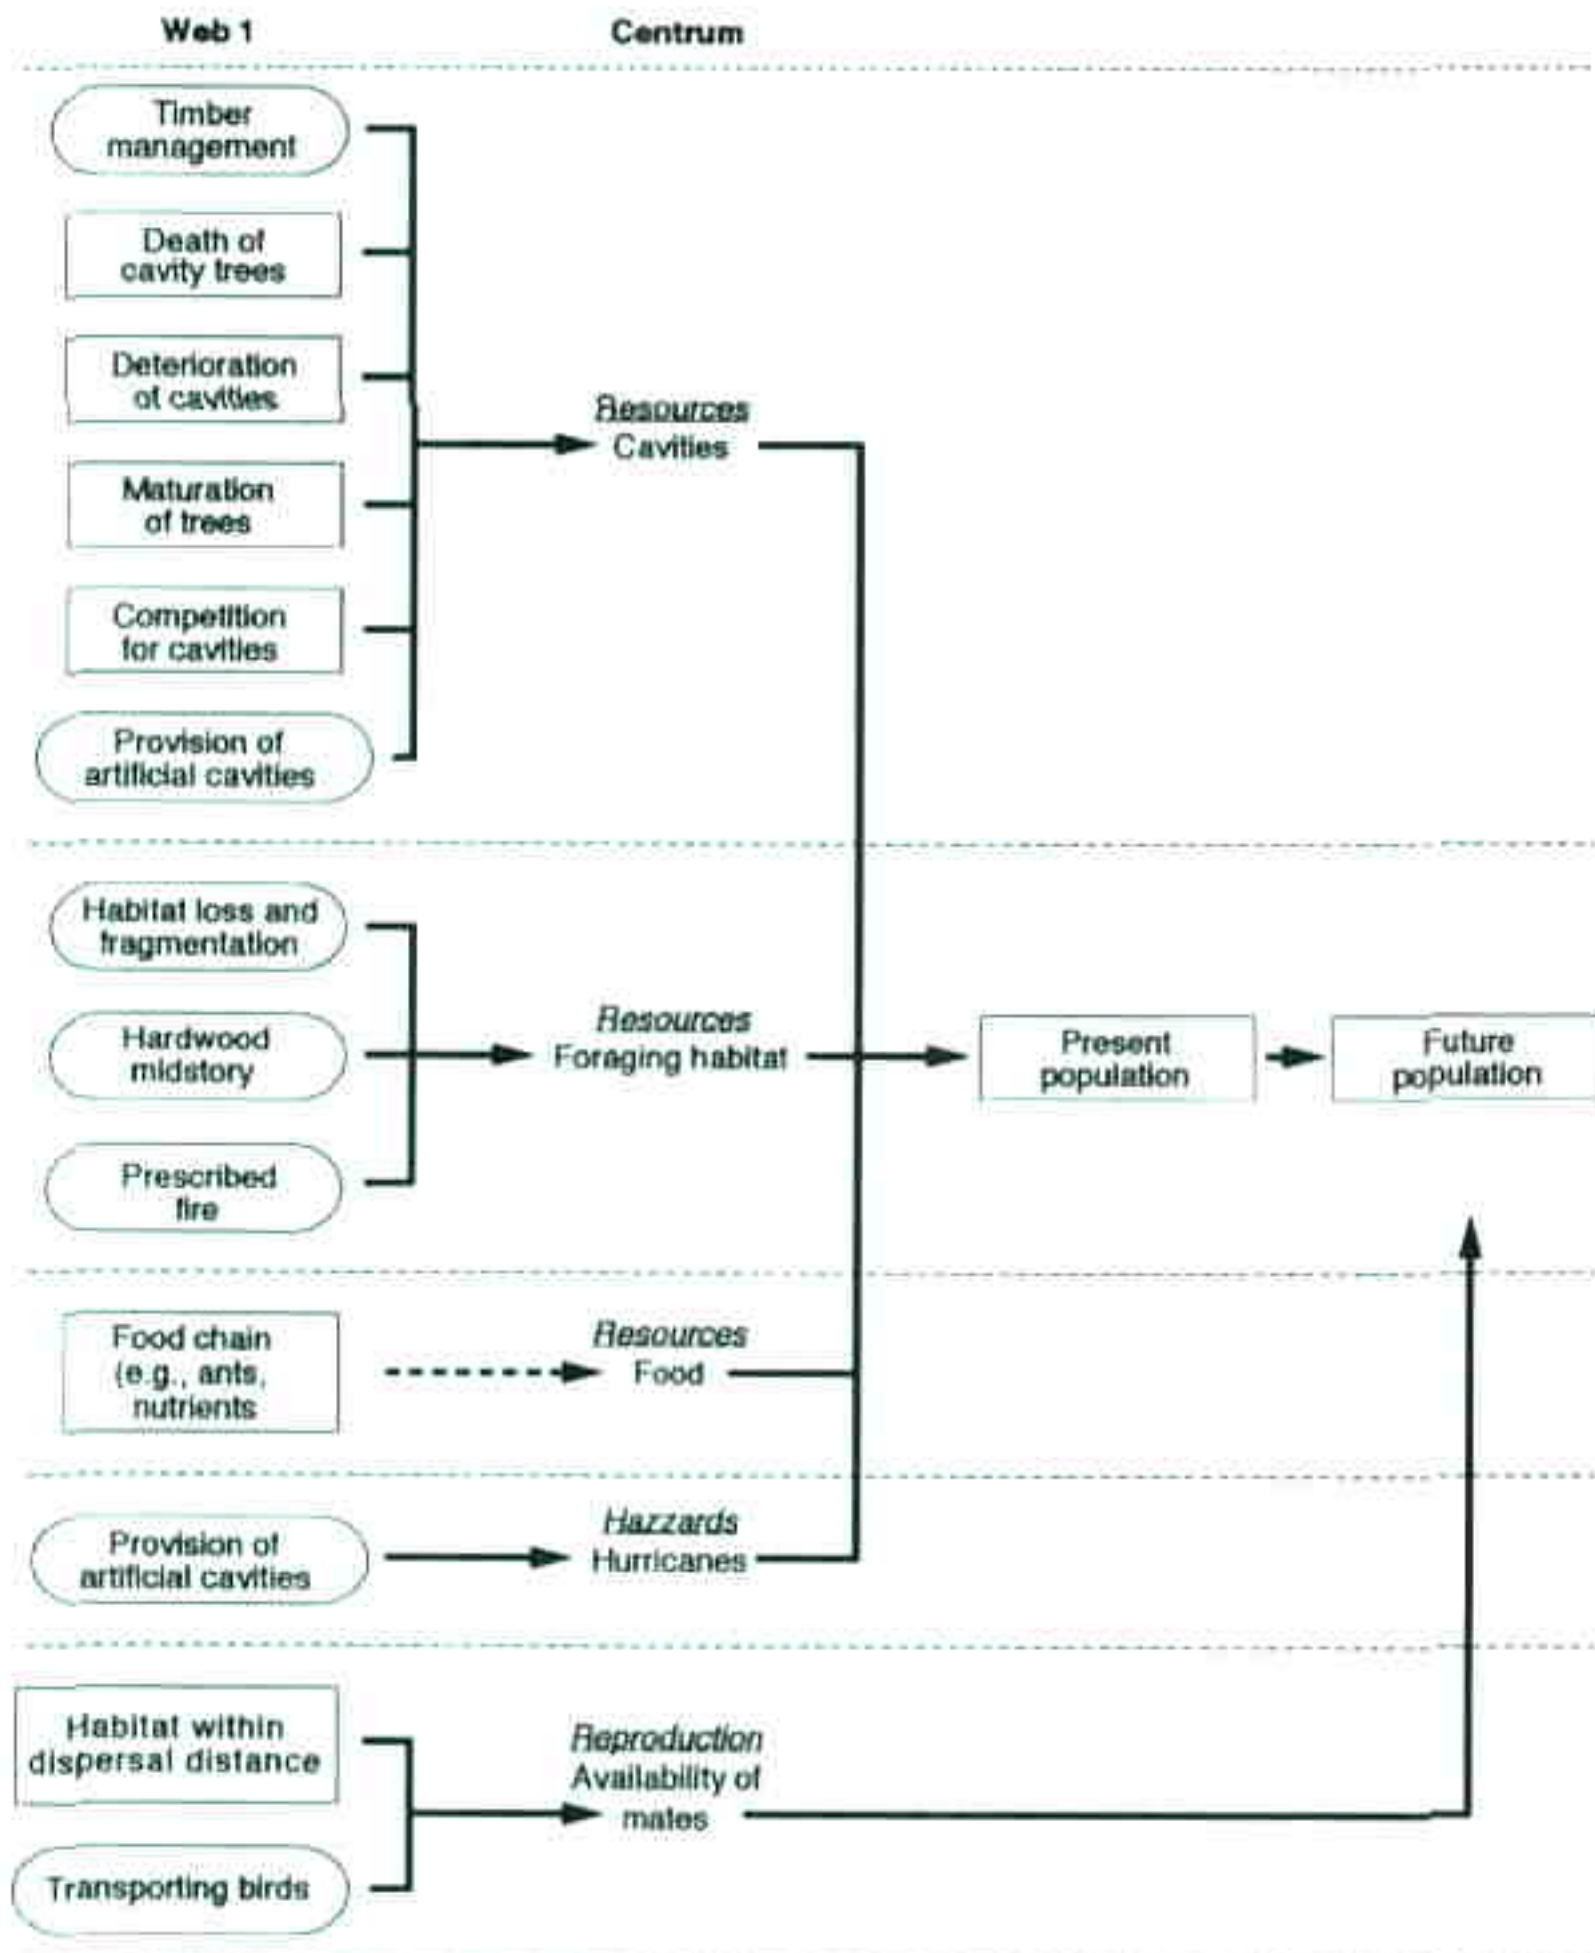 Web 1
Centrum
Timber
management
Death of
cavity trees
Deterioration
of cavities
Maturation
of trees
Competition
for cavities
Provision of
artificial cavities
Resources
Cavities
Habitat loss and
fragmentation
Hardwood
midstory
Prescribed
fire
Resources
Foraging habitat
Present
population
Future
population
Food chain
(e.g., ants,
nutrients
Resources
Food
Provision of
artificial cavities
Hazzards
Hurricanes
Habitat within
dispersal distance
Transporting birds
Reproduction
Availability of
males